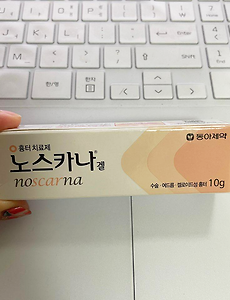 흉터 치료제
동아제약
노스카나겔
noscarna
수술·여드름·켈로이드성 흉터 10g
한/영
한자